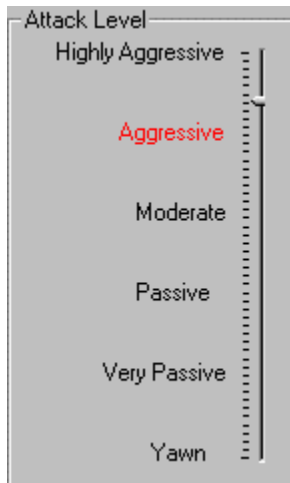 Attack Level
Highly Aggressive
Aggressive
Moderate
Passive
Very Passive
Yawn